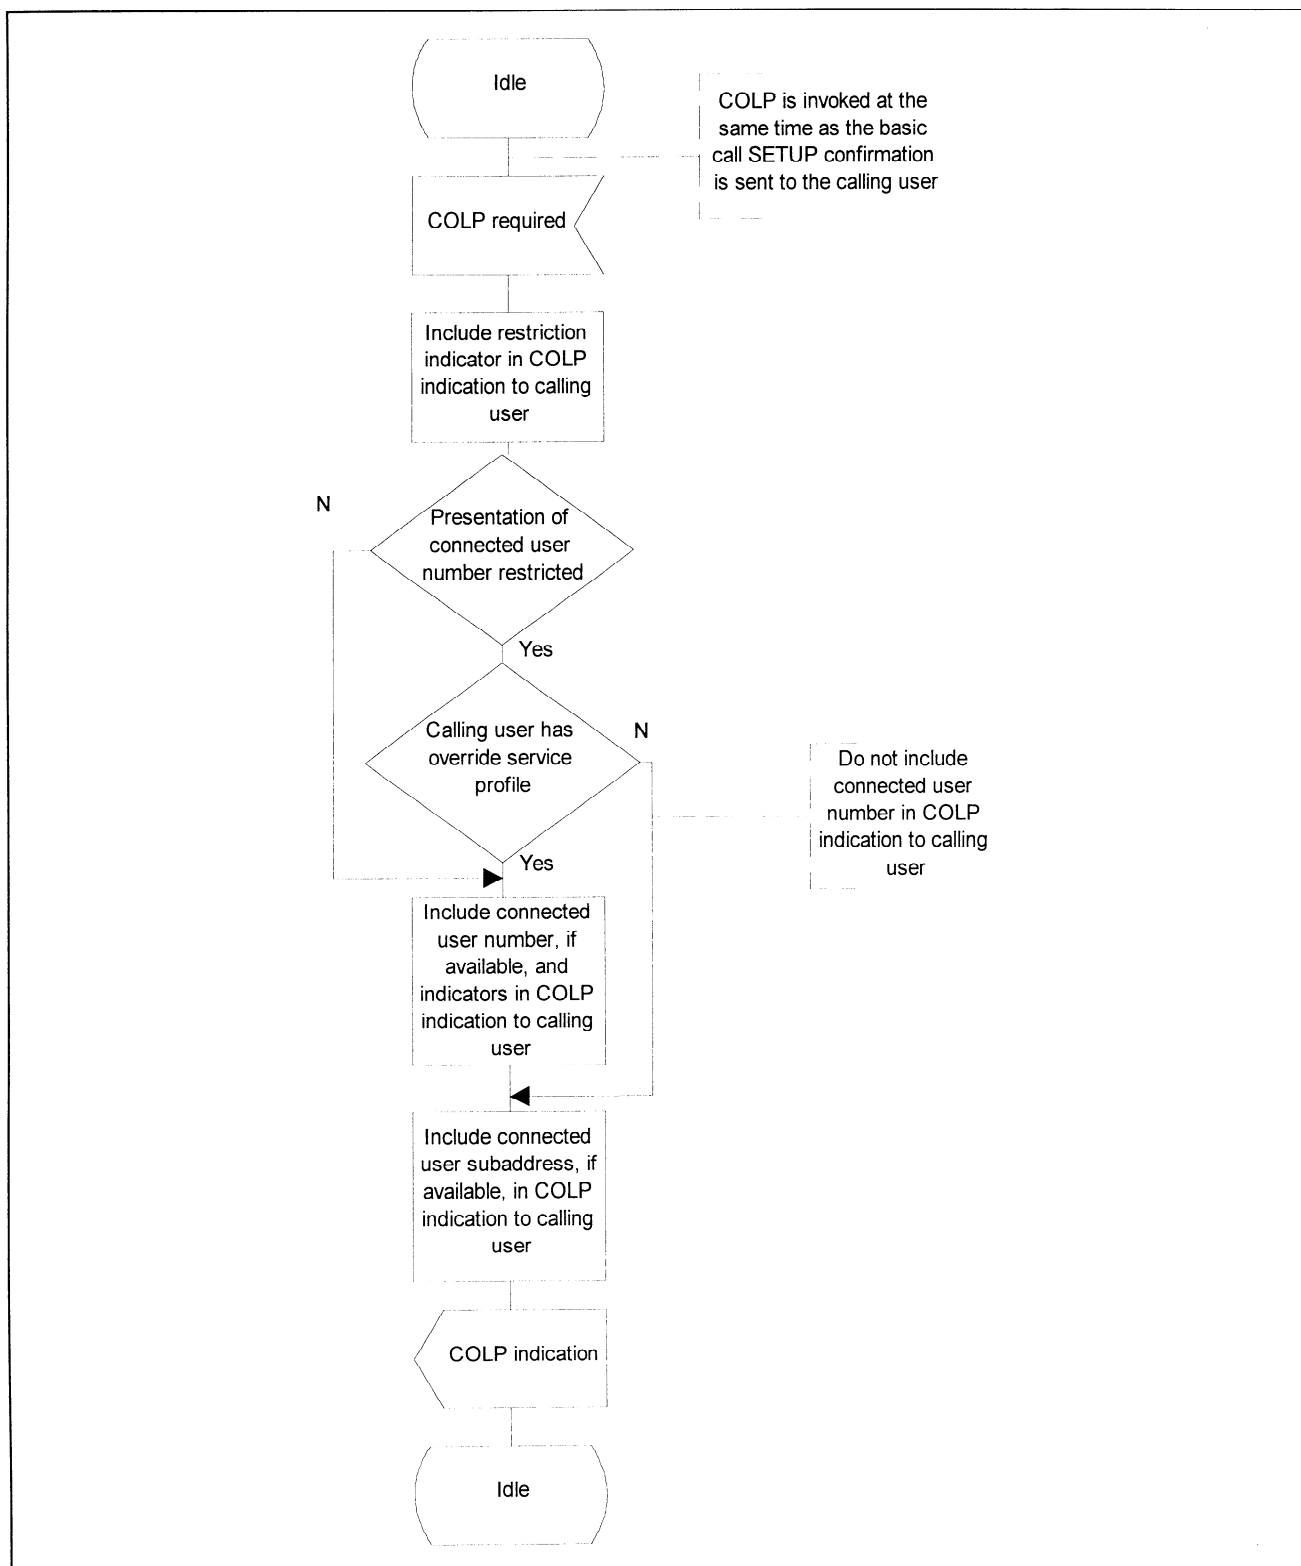 Idle
COLP is invoked at the
same time as the basic
call SETUP confirmation
is sent to the calling user
COLP required
Include restriction
indicator in COLP
indication to calling
user
N
Presentation of
connected user
number restricted
Yes
Calling user has
override service
profile
N
Do not include
connected user
number in COLP
indication to calling
user
Yes
Include connected
user number, if
available, and
indicators in COLP
indication to calling
user
Include connected
user subaddress, if
available, in COLP
indication to calling
user
COLP indication
Idle